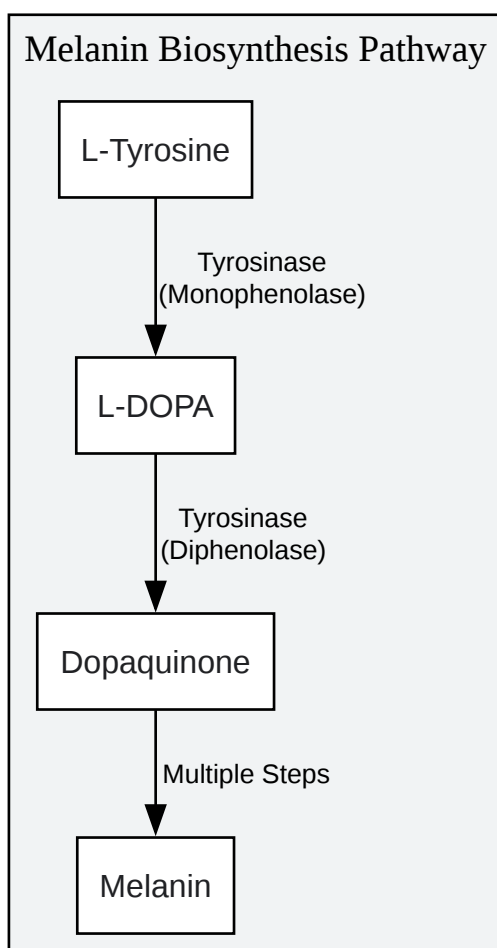 Melanin Biosynthesis Pathway
L-Tyrosine
Tyrosinase
(Monophenolase)
L-DOPA
Tyrosinase
(Diphenolase)
Dopaquinone
Multiple Steps
Melanin